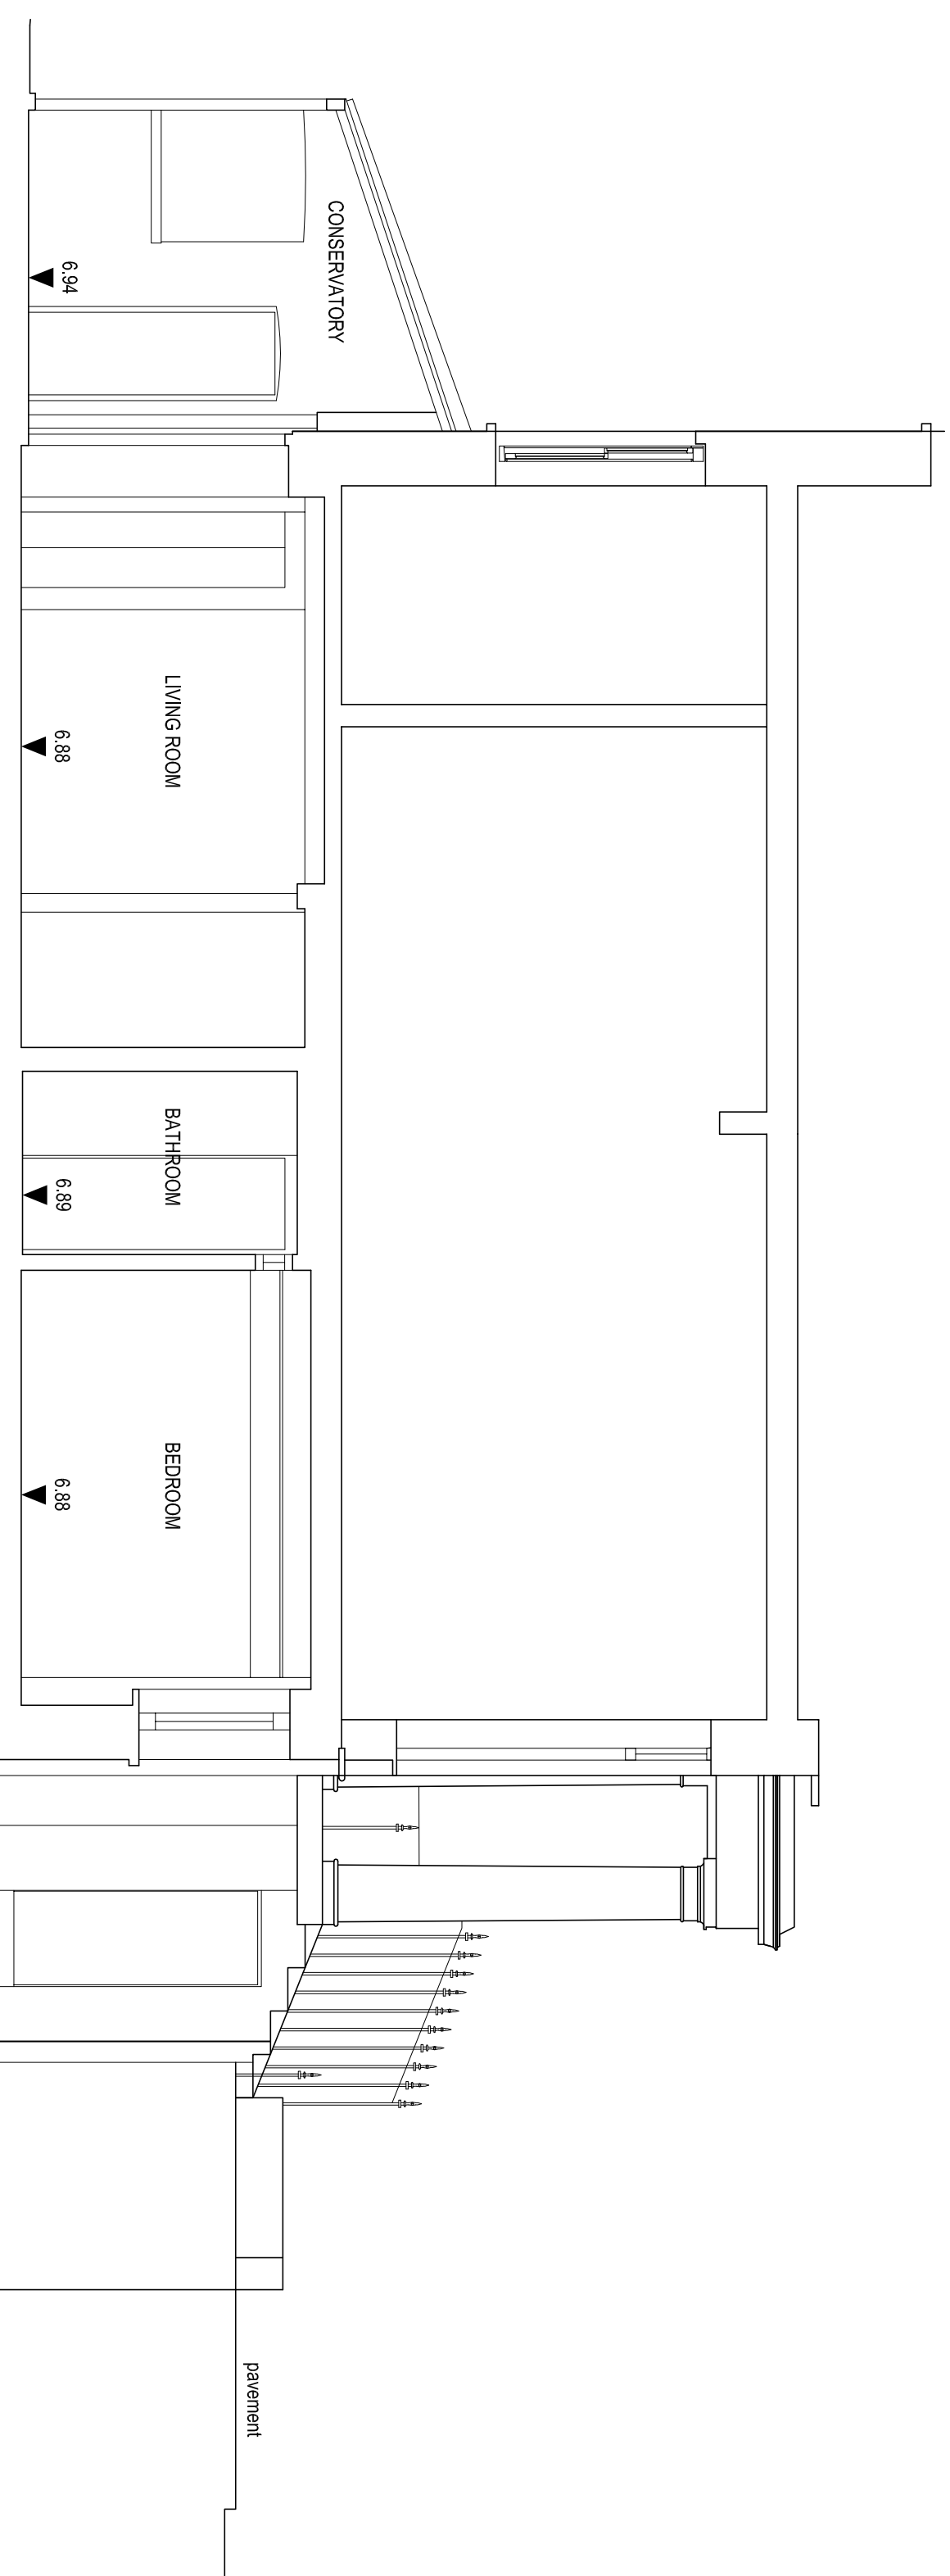 CONSERVATORY
6.94
LIVING ROOM
6.88
BATHROOM
6.89
BEDROOM
6.88
pavement